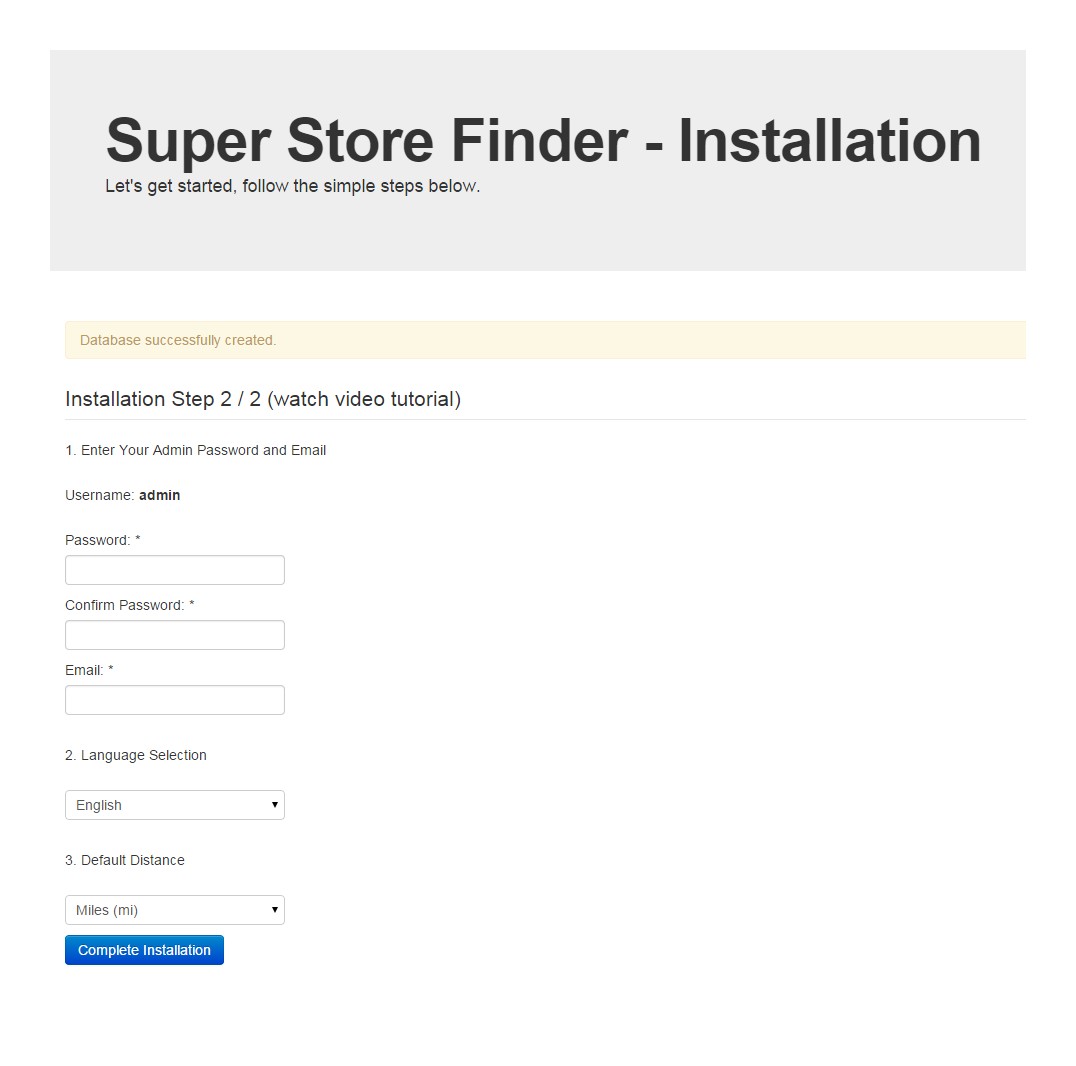 Super Store Finder - Installation
Let's get started, follow the simple steps below.
Database successfully created.
Installation Step 2 / 2 (watch video tutorial)
1. Enter Your Admin Password and Email
Username: admin
Password: *
Confirm Password: *
Email: *
2. Language Selection
English
3. Default Distance
Miles (mi)
Complete Installation